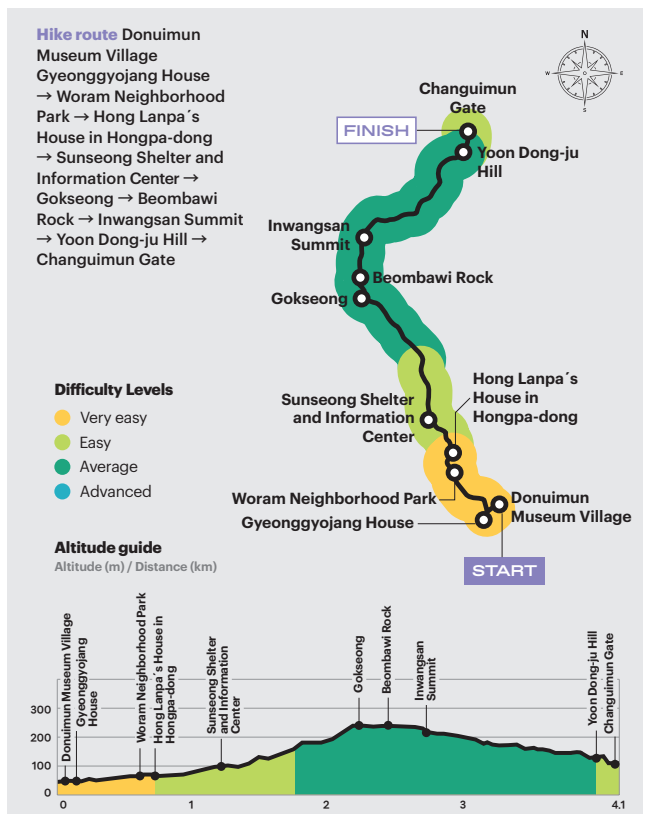 Hike route Donuimun
Museum Village
Gyeonggyojang House
→ Woram Neighborhood
Park → Hong Lanpa´s
House in Hongpa-dong
→ Sunseong Shelter and
Information Center →
Gokseong → Beombawi
Rock → Inwangsan Summit
→ Yoon Dong-ju Hill →
Changuimun Gate
N
W
E
S
Changuimun
Gate
FINISH
Yoon Dong-ju
Hill
Inwangsan
Summit
Beombawi Rock
Gokseong
Hong Lanpa´s
House in
Hongpa-dong
Sunseong Shelter
and Information
Center
Woram Neighborhood Park
Donuimun
Museum Village
Gyeonggyojang House
START
Difficulty Levels
Very easy
Easy
Average
Advanced
Altitude guide
Altitude (m) / Distance (km)
Donuimun Museum Village
Gyeonggyojang
House
Woram Neighborhood Park
Hong Lanpa´s House in
Hongpa-dong
Sunseong Shelter
and Information
Center
Gokseong
Beombawi Rock
Inwangsan
Summit
Yoon Dong-ju Hill
Changuimun Gate
300
200
100
0
0 1 2 3 4.1